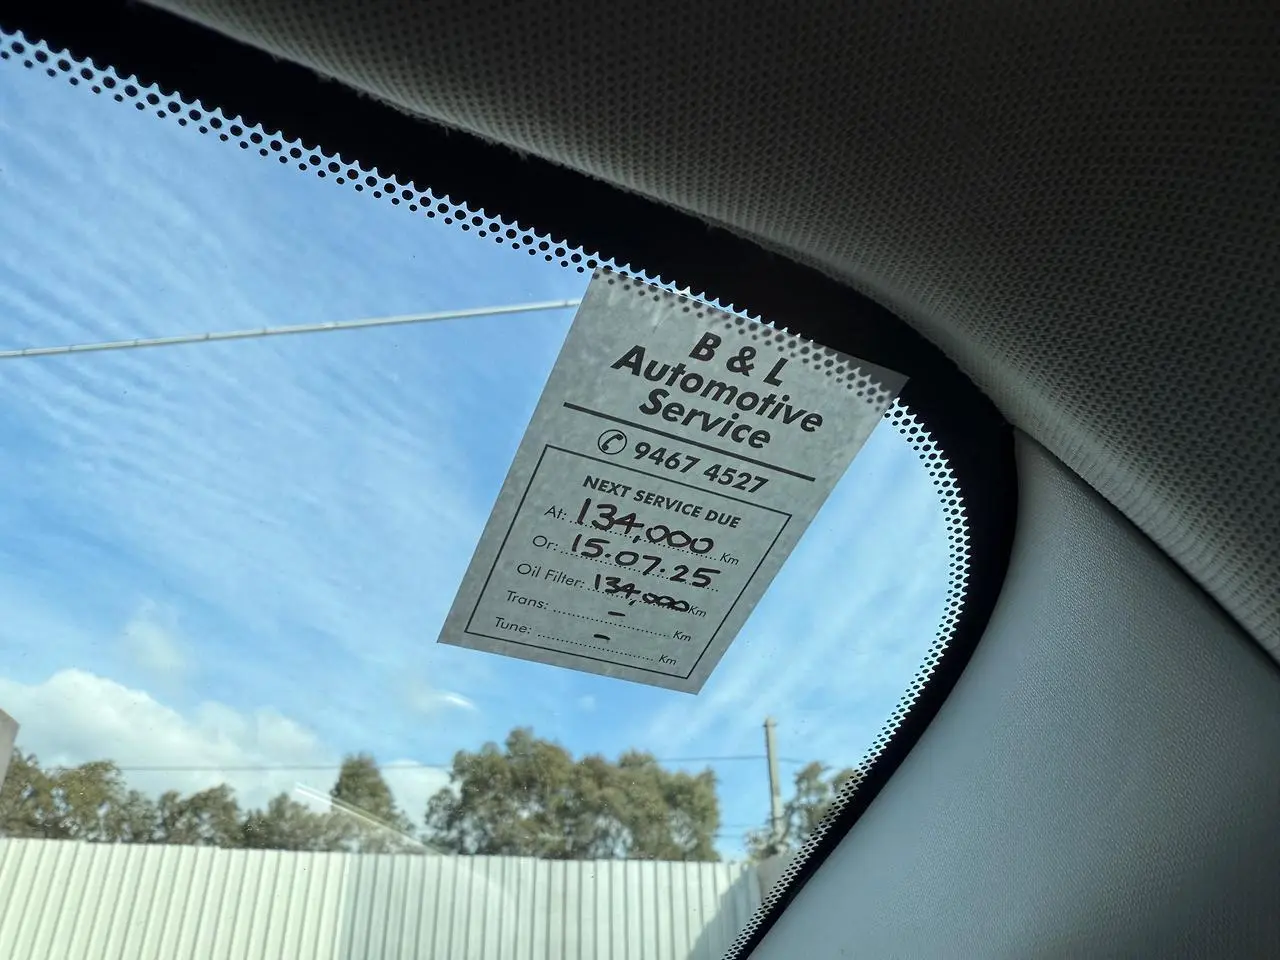 B & L
Automotive
Service
9467 4527
NEXT SERVICE DUE
At: 134,000 Km
Or: 15.07.25
Oil Filter: 134,000 Km
Trans: - Km
Tune: - Km